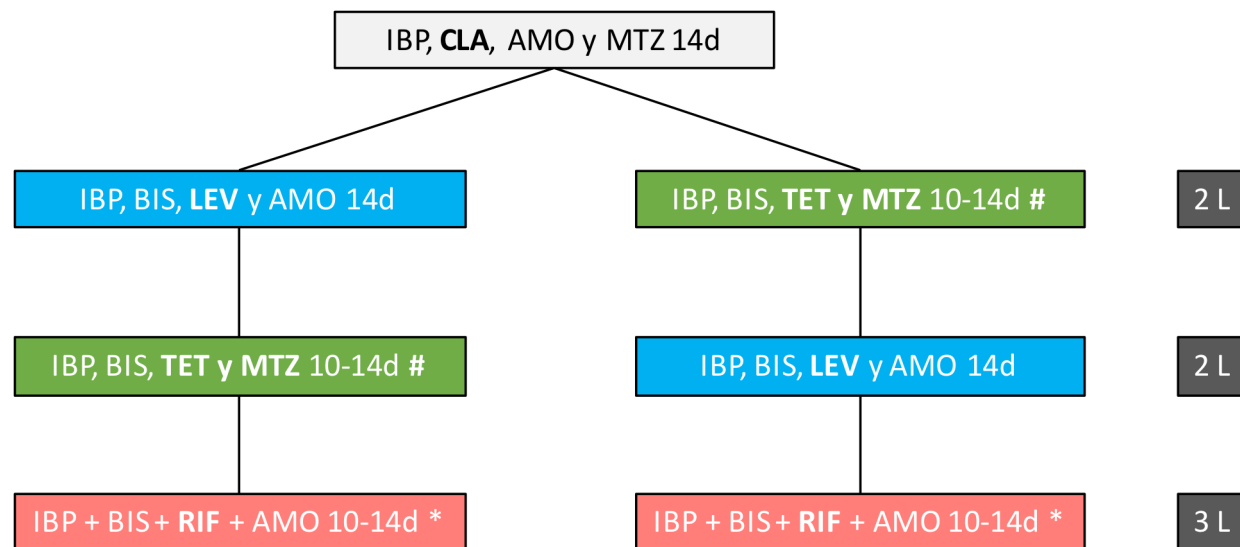 IBP, CLA, AMO y MTZ 14d
IBP, BIS, LEV y AMO 14d
IBP, BIS, TET y MTZ 10-14d #
2 L
IBP, BIS, TET y MTZ 10-14d #
IBP, BIS, LEV y AMO 14d
2 L
IBP + BIS+ RIF + AMO 10-14d *
IBP + BIS+ RIF + AMO 10-14d *
3 L